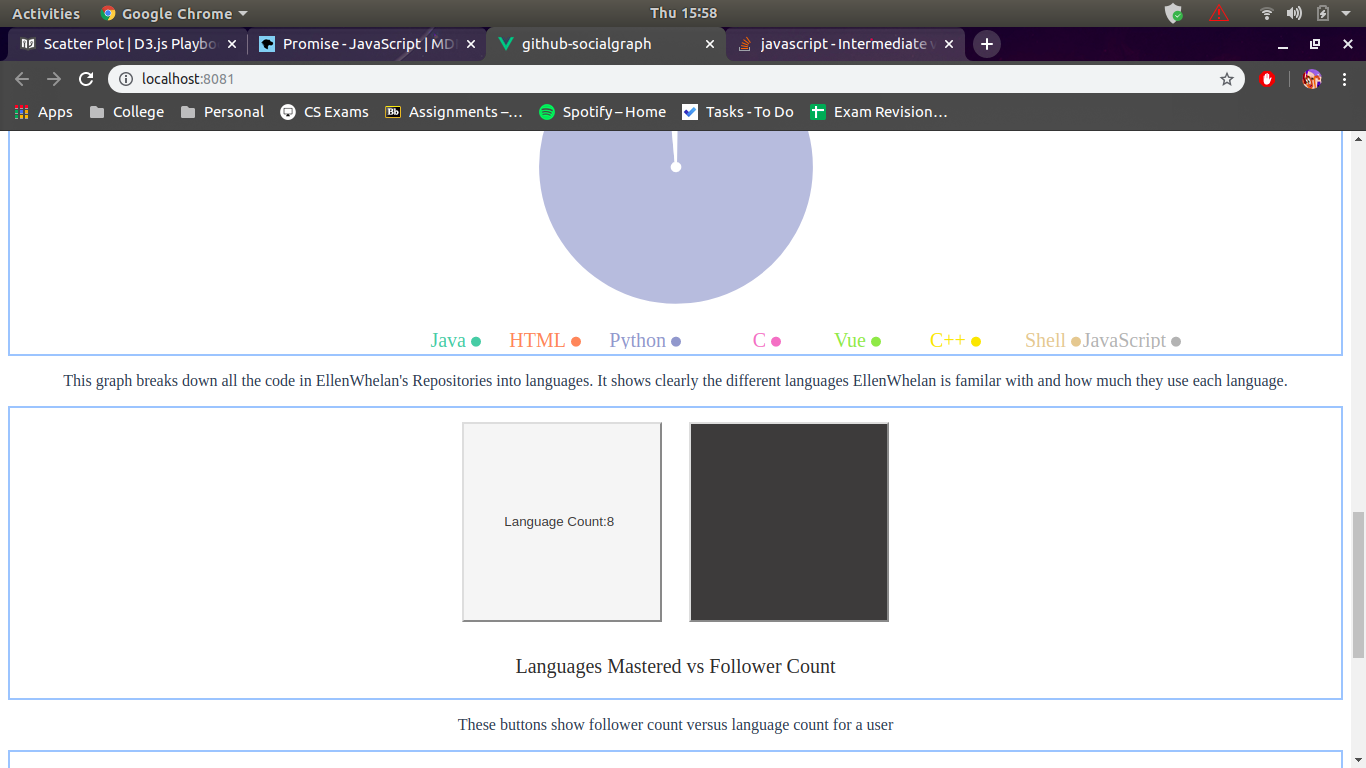 Activities Google Chrome Thu 15:58
Scatter Plot | D3.js Playbo Promise - JavaScript | MD github-socialgraph javascript - Intermediate
localhost:8081
Apps College Personal CS Exams Bb Assignments –... Spotify – Home Tasks - To Do Exam Revision...
Java HTML Python C Vue C++ Shell JavaScript
This graph breaks down all the code in EllenWhelan's Repositories into languages. It shows clearly the different languages EllenWhelan is familar with and how much they use each language.
Language Count:8
Languages Mastered vs Follower Count
These buttons show follower count versus language count for a user